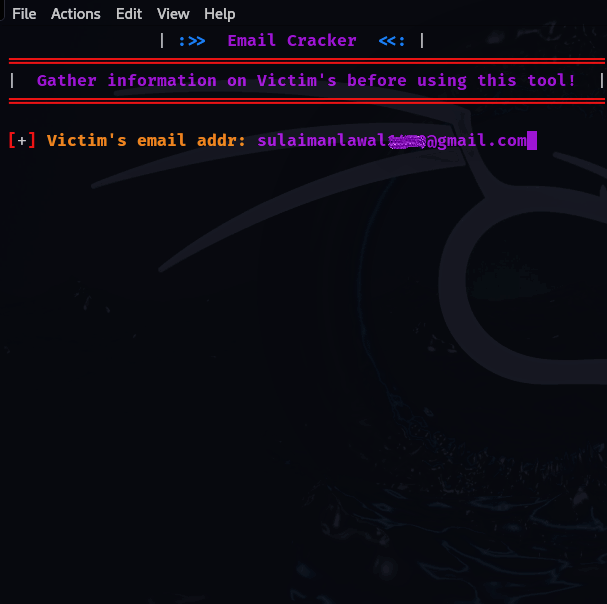 File Actions Edit View Help
| :>> Email Cracker <<: |
| Gather information on Victim's before using this tool! |
[+] Victim's email addr: sulaimanlawal @gmail.com